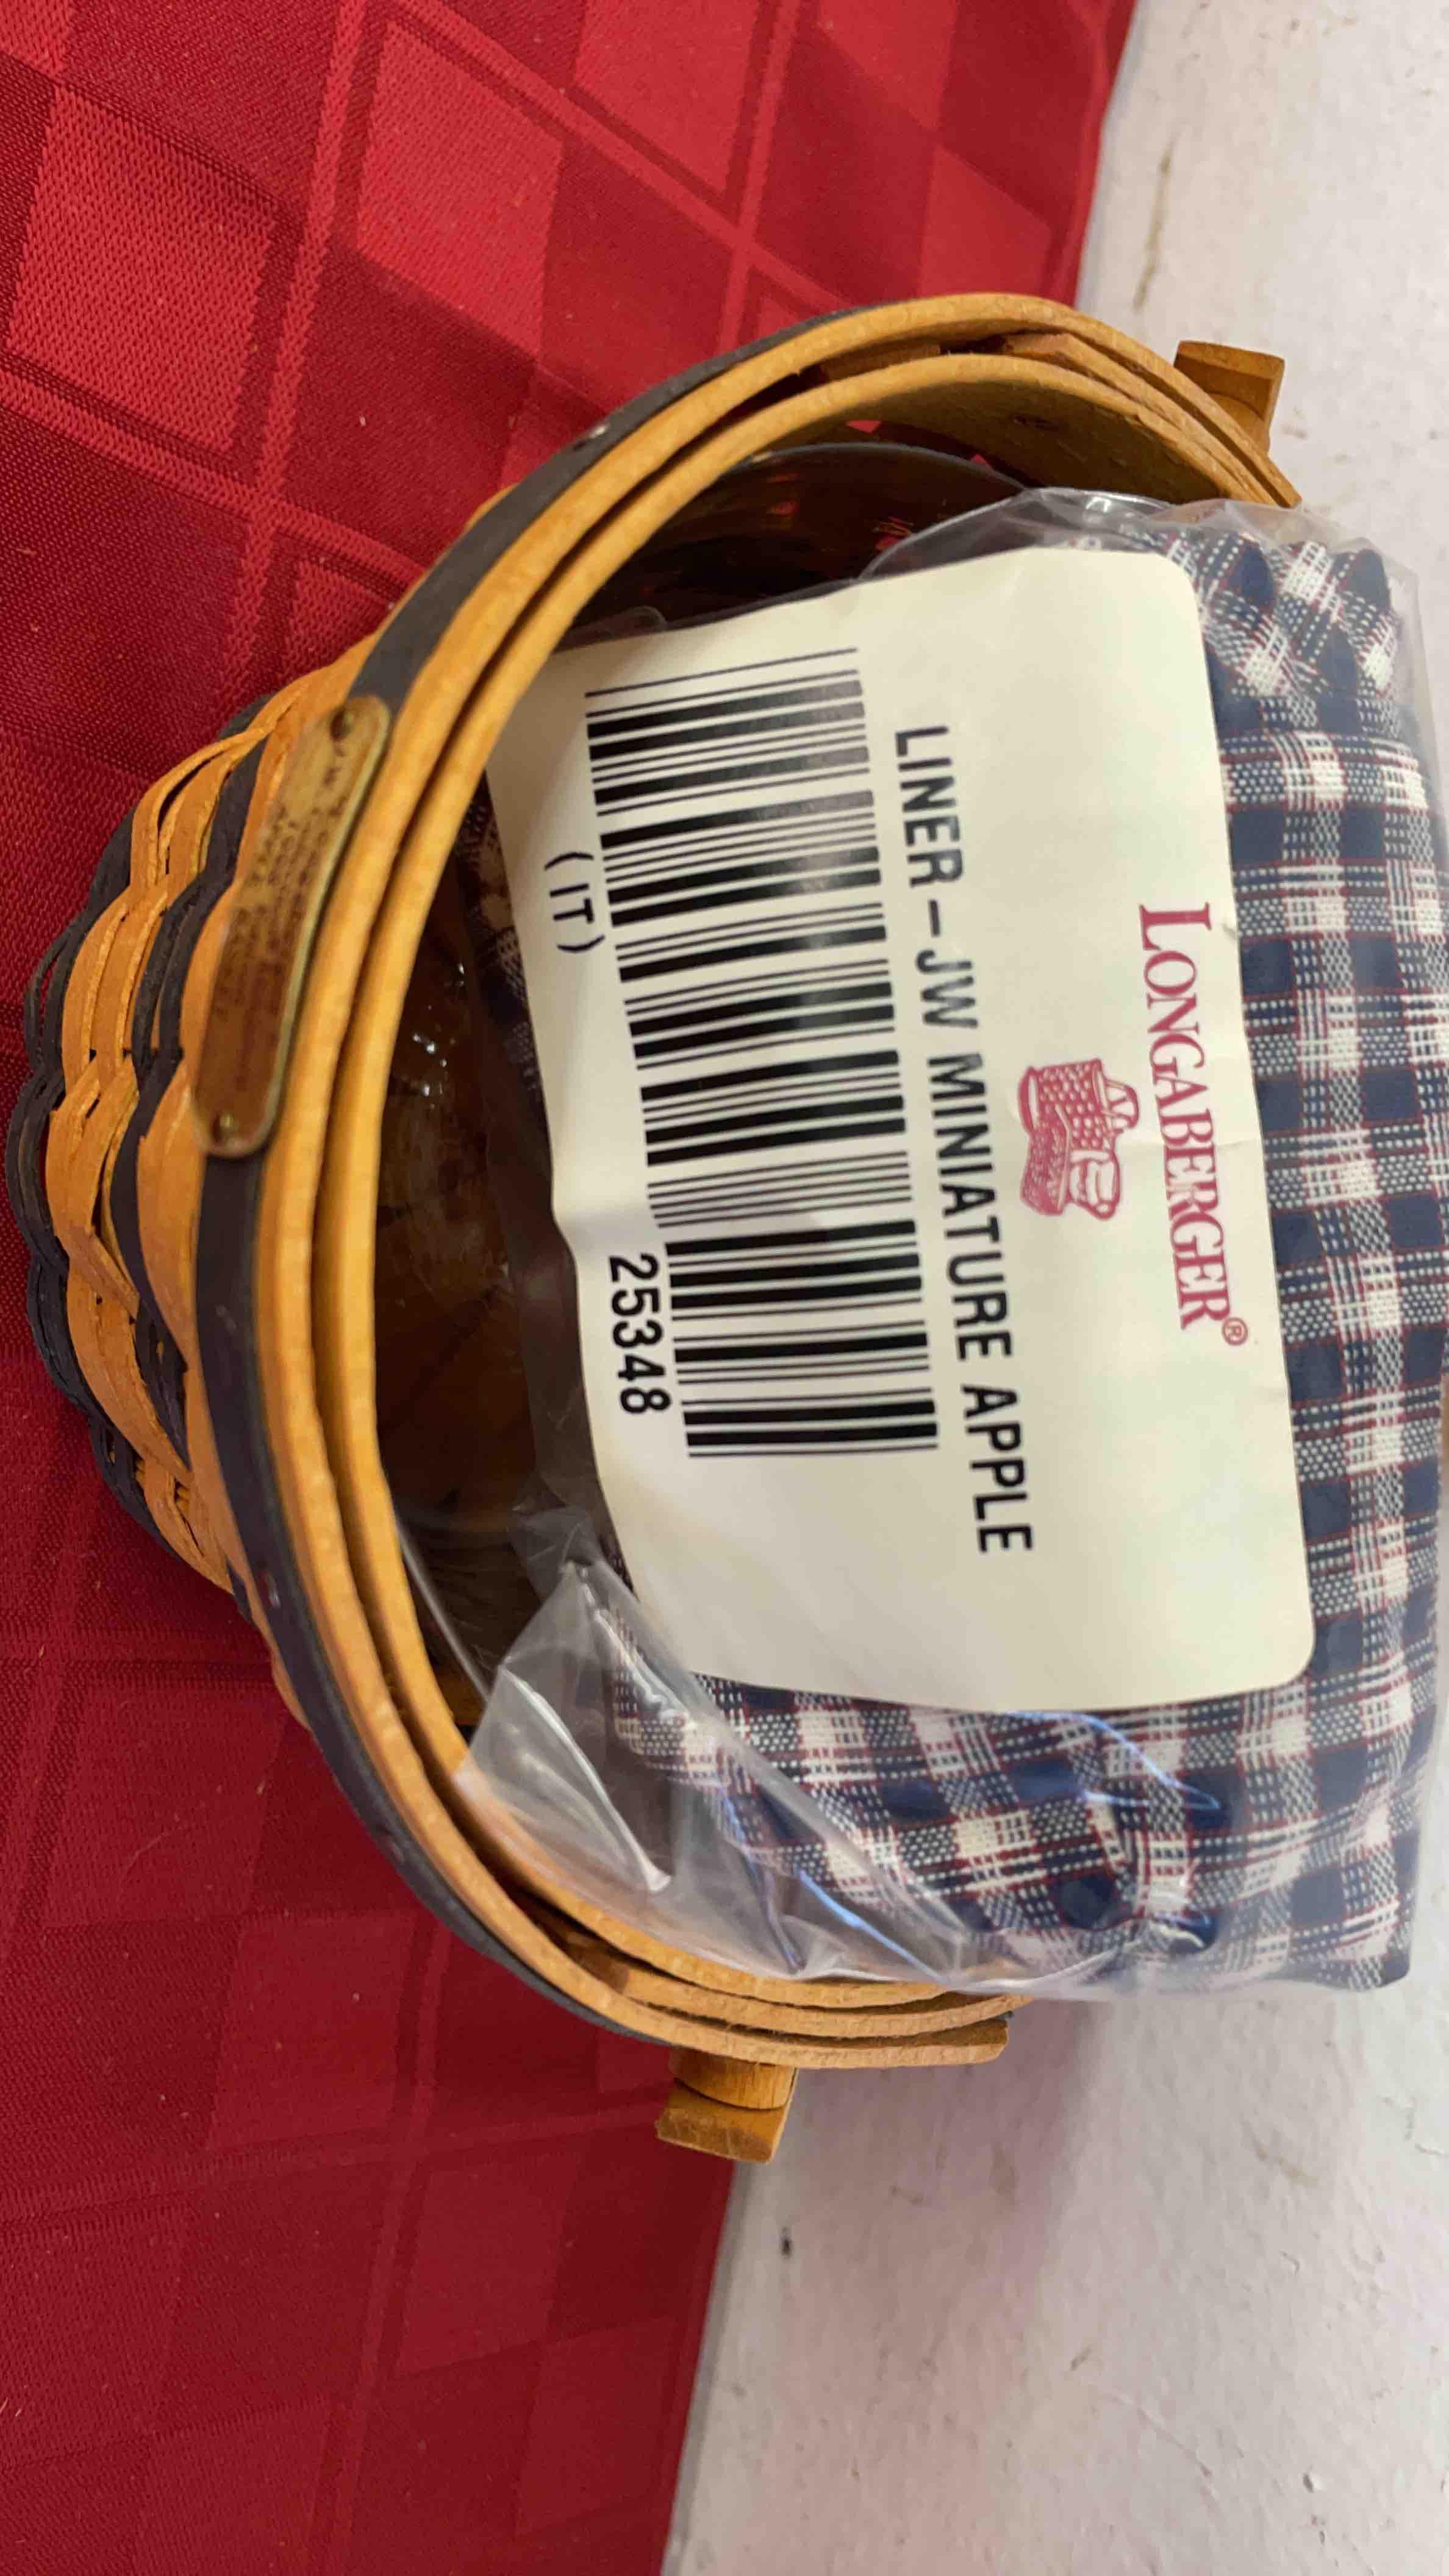 LONGABERGER®
LINER-JW MINIATURE APPLE
25348
(IT)